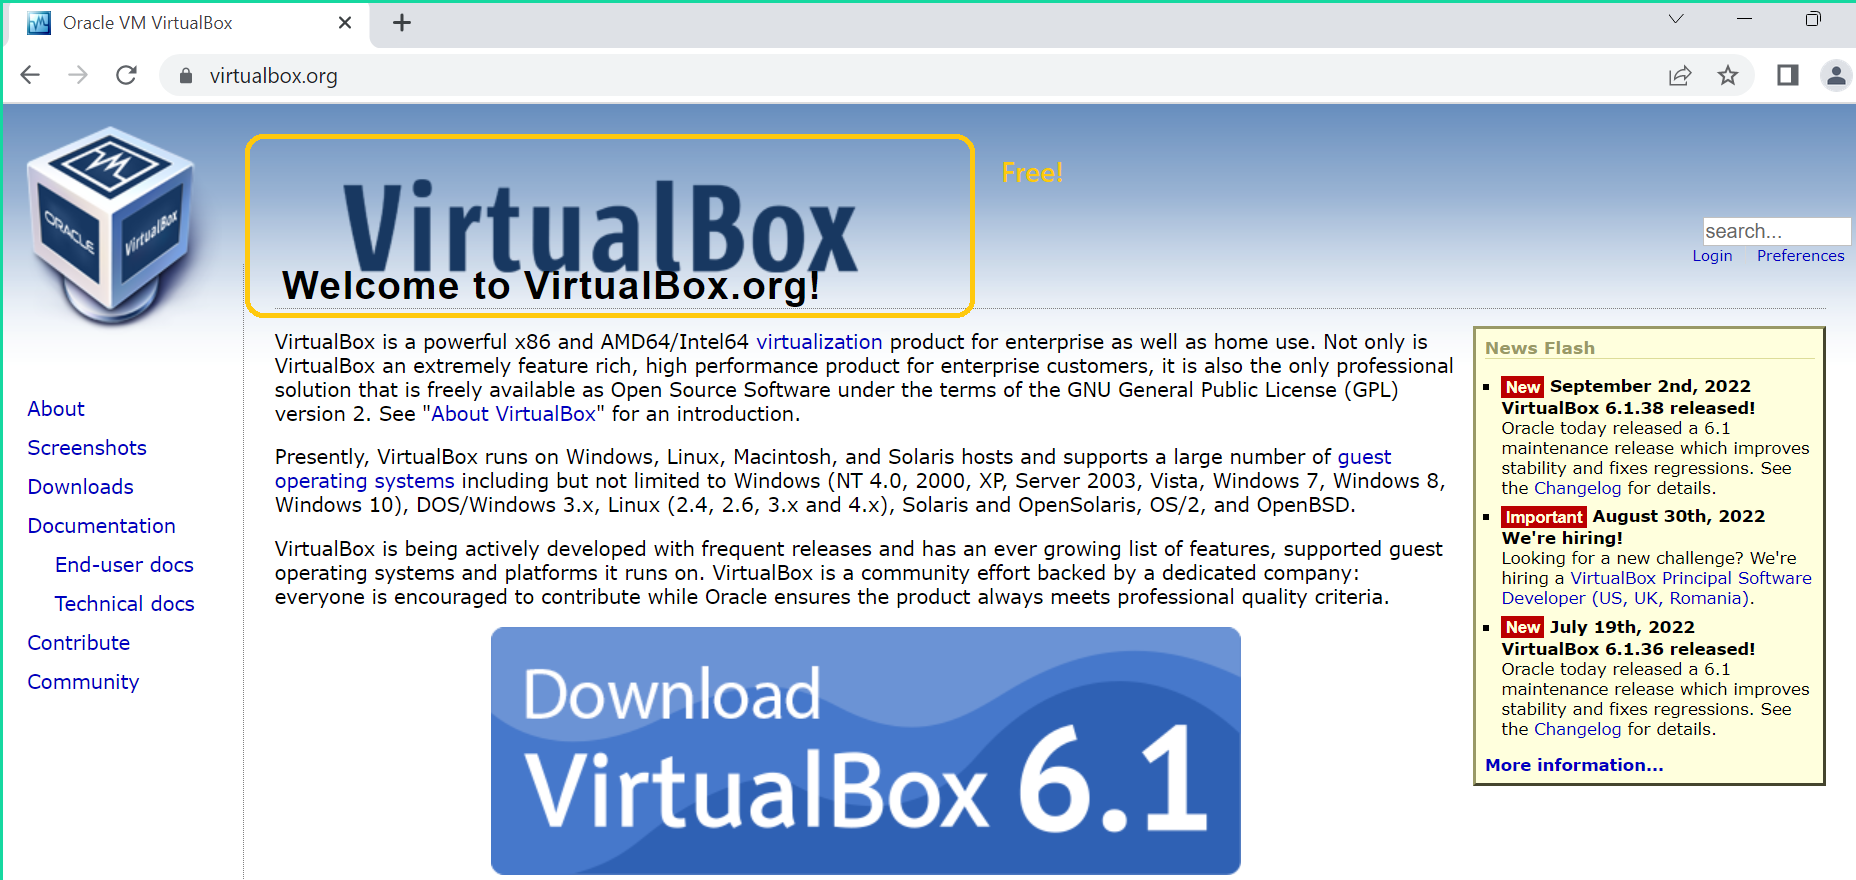 Oracle VM VirtualBox
virtualbox.org
ORACLE
VirtualBox
VirtualBox
Free!
Welcome to VirtualBox.org!
search...
Login Preferences
About
Screenshots
Downloads
Documentation
End-user docs
Technical docs
Contribute
Community
VirtualBox is a powerful x86 and AMD64/Intel64 virtualization product for enterprise as well as home use. Not only is
VirtualBox an extremely feature rich, high performance product for enterprise customers, it is also the only professional
solution that is freely available as Open Source Software under the terms of the GNU General Public License (GPL)
version 2. See "About VirtualBox" for an introduction.
Presently, VirtualBox runs on Windows, Linux, Macintosh, and Solaris hosts and supports a large number of guest
operating systems including but not limited to Windows (NT 4.0, 2000, XP, Server 2003, Vista, Windows 7, Windows 8,
Windows 10), DOS/Windows 3.x, Linux (2.4, 2.6, 3.x and 4.x), Solaris and OpenSolaris, OS/2, and OpenBSD.
VirtualBox is being actively developed with frequent releases and has an ever growing list of features, supported guest
operating systems and platforms it runs on. VirtualBox is a community effort backed by a dedicated company:
everyone is encouraged to contribute while Oracle ensures the product always meets professional quality criteria.
Download
VirtualBox 6.1
News Flash
New September 2nd, 2022
VirtualBox 6.1.38 released!
Oracle today released a 6.1
maintenance release which improves
stability and fixes regressions. See
the Changelog for details.
Important August 30th, 2022
We're hiring!
Looking for a new challenge? We're
hiring a VirtualBox Principal Software
Developer (US, UK, Romania).
New July 19th, 2022
VirtualBox 6.1.36 released!
Oracle today released a 6.1
maintenance release which improves
stability and fixes regressions. See
the Changelog for details.
More information...